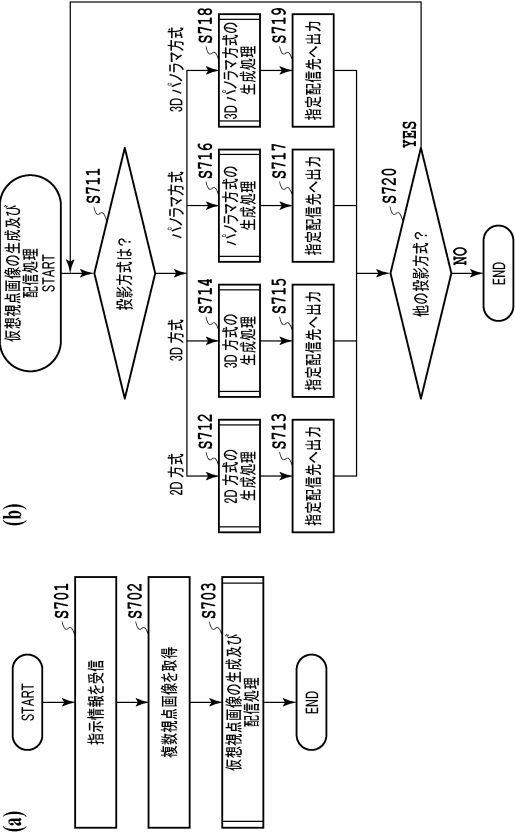 (a)
START
S701
指示情報を受信
S702
複数視点画像を取得
S703
仮想視点画像の生成及び
配信処理
END
(b)
仮想視点画像の生成及び
配信処理
START
S711
投影方式は？
2D 方式
3D 方式
パノラマ方式
3D パノラマ方式
S712
2D 方式の
生成処理
S714
3D 方式の
生成処理
S716
パノラマ方式の
生成処理
S718
3D パノラマ方式の
生成処理
S713
指定配信先へ出力
S715
指定配信先へ出力
S717
指定配信先へ出力
S719
指定配信先へ出力
S720
他の投影方式？
YES
NO
END